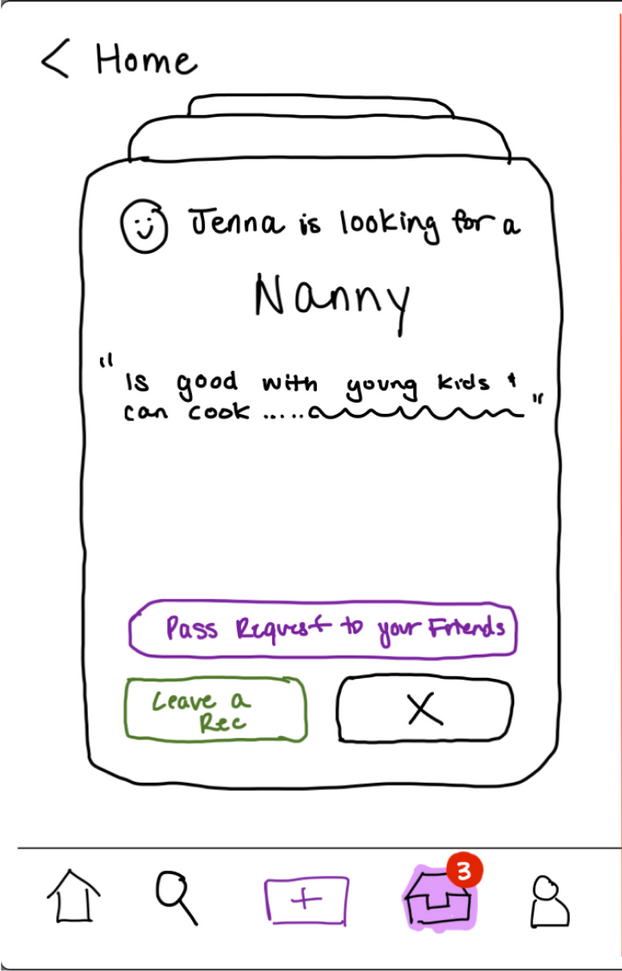 < Home
Jenna is looking for a
Nanny
"Is good with young kids +
can cook ....."
Pass Request to your Friends
Leave a
Rec
X
+
3